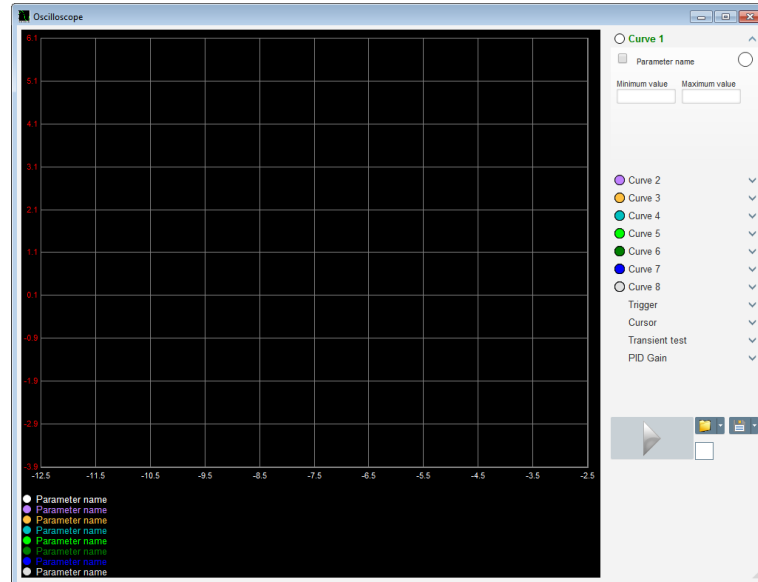 Oscilloscope
6.1
5.1
4.1
3.1
2.1
1.1
0.1
-0.9
-1.9
-2.9
-3.9
-12.5 -11.5 -10.5 -9.5 -8.5 -7.5 -6.5 -5.5 -4.5 -3.5 -2.5
Parameter name
Parameter name
Parameter name
Parameter name
Parameter name
Parameter name
Parameter name
Parameter name
Curve 1
Parameter name
Minimum value Maximum value
Curve 2
Curve 3
Curve 4
Curve 5
Curve 6
Curve 7
Curve 8
Trigger
Cursor
Transient test
PID Gain